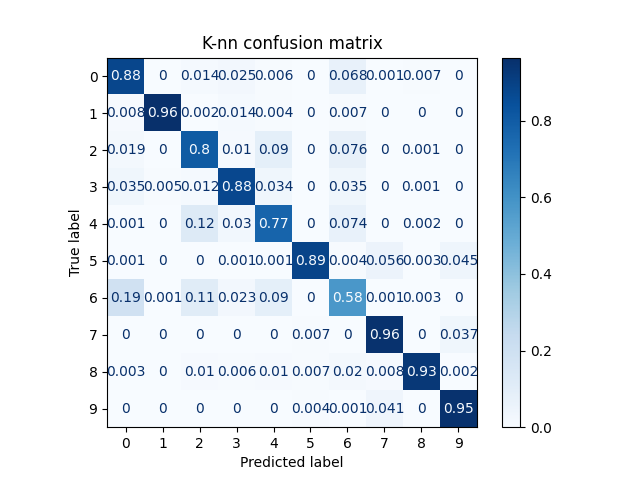 K-nn confusion matrix
0 0.88 0 0.014 0.025 0.006 0 0.068 0.001 0.007 0
1 0.008 0.96 0.002 0.014 0.004 0 0.007 0 0 0
2 0.019 0 0.8 0.01 0.09 0 0.076 0 0.001 0
3 0.035 0.005 0.012 0.88 0.034 0 0.035 0 0.001 0
4 0.001 0 0.12 0.03 0.77 0 0.074 0 0.002 0
5 0.001 0 0 0.001 0.001 0.89 0.004 0.056 0.003 0.045
6 0.19 0.001 0.11 0.023 0.09 0 0.58 0.001 0.003 0
7 0 0 0 0 0 0.007 0 0.96 0 0.037
8 0.003 0 0.01 0.006 0.01 0.007 0.02 0.008 0.93 0.002
9 0 0 0 0 0 0.004 0.001 0.041 0 0.95
0 1 2 3 4 5 6 7 8 9
True label
Predicted label
0.8
0.6
0.4
0.2
0.0